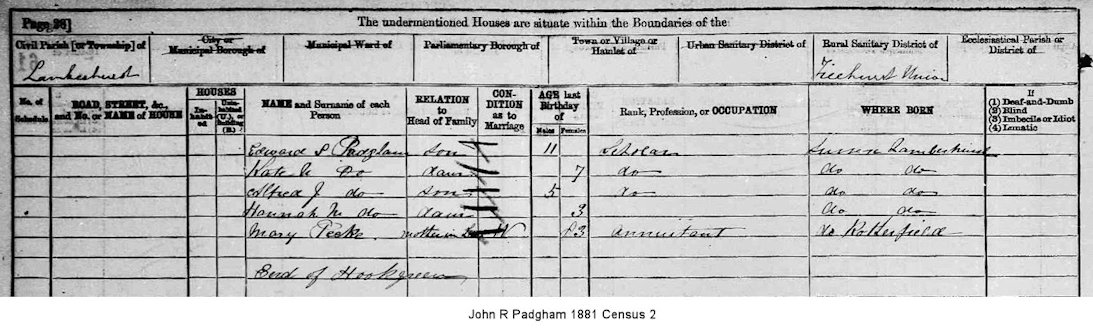 Page 26] The undermentioned Houses are situate within the Boundaries of the
Civil Parish [or Township] of City or Municipal Borough of Municipal Ward of Parliamentary Borough of Town or Village or Hamlet of Urban Sanitary District of Rural Sanitary District of Ecclesiastical Parish or District of
Lamberhurst Ticehurst Union
No. of Schedule ROAD, STREET, &c., and No. or NAME of HOUSE HOUSES In-habited Unin-habited (U.), or Building (B.) NAME and Surname of each Person RELATION to Head of Family CON-DITION as to Marriage AGE last Birthday of Males Females Rank, Profession, or OCCUPATION WHERE BORN If (1) Deaf-and-Dumb (2) Blind (3) Imbecile or Idiot (4) Lunatic
Edward Padgham son 11 Scholar Sussex Lamberhurst
Kate Do daur 7 do do do
Alfred J do son 5 do do do
Hannah M do daur 3 do do
Mary Peeke mother in Law W 83 annuitant do Rotherfield
End of Hookgreen
John R Padgham 1881 Census 2